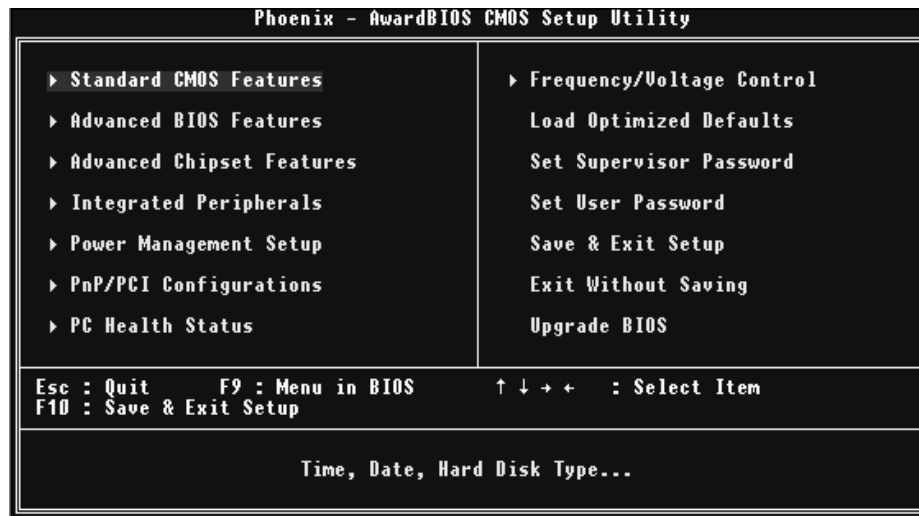 Phoenix - AwardBIOS CMOS Setup Utility
▸ Standard CMOS Features
▸ Advanced BIOS Features
▸ Advanced Chipset Features
▸ Integrated Peripherals
▸ Power Management Setup
▸ PnP/PCI Configurations
▸ PC Health Status
▸ Frequency/Voltage Control
Load Optimized Defaults
Set Supervisor Password
Set User Password
Save & Exit Setup
Exit Without Saving
Upgrade BIOS
Esc : Quit F9 : Menu in BIOS ↑ ↓ → ← : Select Item
F10 : Save & Exit Setup
Time, Date, Hard Disk Type...